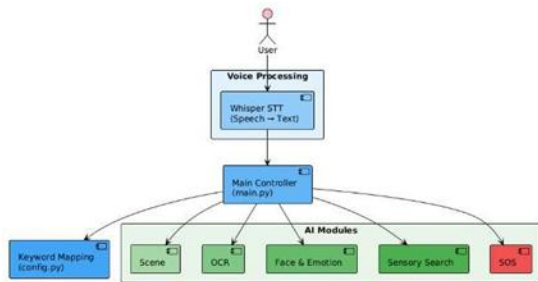 User
Voice Processing
Whisper STT
(Speech → Text)
Main Controller
(main.py)
AI Modules
Keyword Mapping
(config.py)
Scene
OCR
Face & Emotion
Sensory Search
SOS